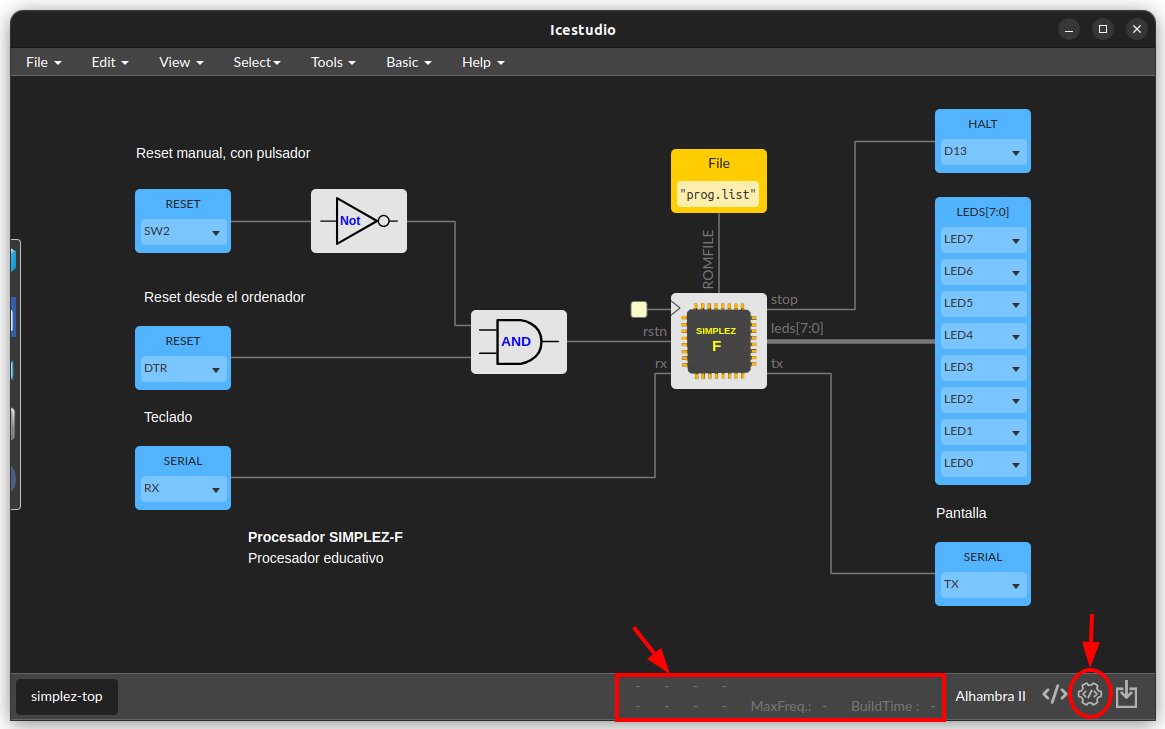 Icestudio
File Edit View Select Tools Basic Help
Reset manual, con pulsador
RESET
SW2
Not
Reset desde el ordenador
RESET
DTR
AND
Teclado
SERIAL
RX
Procesador SIMPLEZ-F
Procesador educativo
File
"prog.list"
ROMFILE
rstn
rx
SIMPLEZ
F
stop
leds[7:0]
tx
HALT
D13
LEDS[7:0]
LED7
LED6
LED5
LED4
LED3
LED2
LED1
LED0
Pantalla
SERIAL
TX
simplez-top
- - - -
- - - - MaxFreq.: - BuildTime : -
Alhambra II </> </>